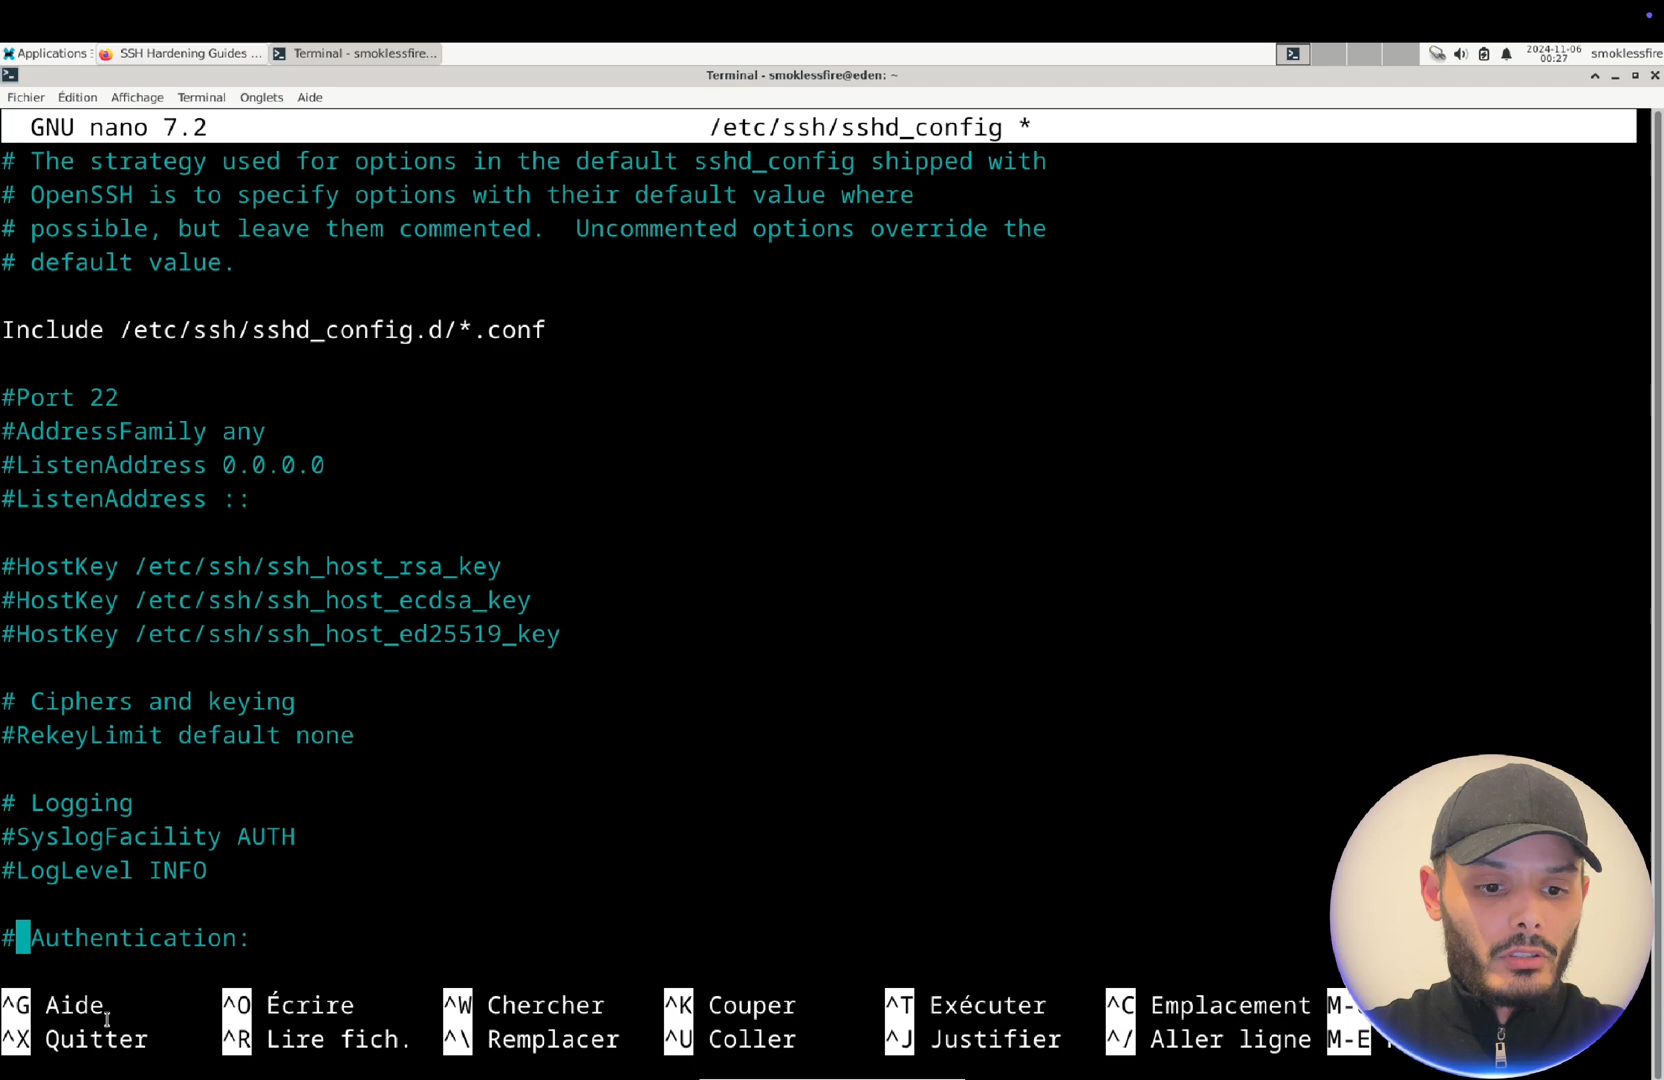 Applications
SSH Hardening Guides ...
Terminal - smoklessfire...
2024-11-06
00:27
smoklessfire
Terminal - smoklessfire@eden: ~
Fichier Édition Affichage Terminal Onglets Aide
GNU nano 7.2 /etc/ssh/sshd_config *
# The strategy used for options in the default sshd_config shipped with
# OpenSSH is to specify options with their default value where
# possible, but leave them commented.  Uncommented options override the
# default value.
Include /etc/ssh/sshd_config.d/*.conf
#Port 22
#AddressFamily any
#ListenAddress 0.0.0.0
#ListenAddress ::
#HostKey /etc/ssh/ssh_host_rsa_key
#HostKey /etc/ssh/ssh_host_ecdsa_key
#HostKey /etc/ssh/ssh_host_ed25519_key
# Ciphers and keying
#RekeyLimit default none
# Logging
#SyslogFacility AUTH
#LogLevel INFO
# Authentication:
^G Aide ^O Écrire ^W Chercher ^K Couper ^T Exécuter ^C Emplacement
^X Quitter ^R Lire fich. ^\ Remplacer ^U Coller ^J Justifier ^/ Aller ligne M-E